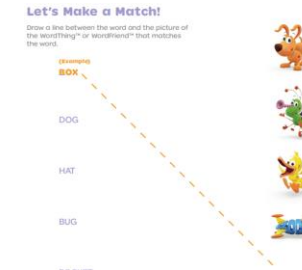 Let's Make a Match!
Draw a line between the word and the picture of
the WordThing™ or WordFriend™ that matches
the word.
(Example)
BOX
DOG
HAT
BUG